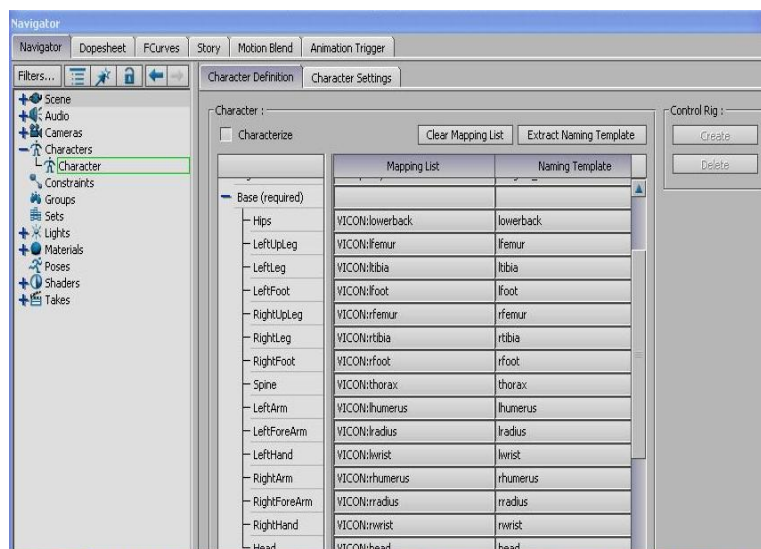 Navigator
Navigator Dopesheet FCurves Story Motion Blend Animation Trigger
Filters...
Scene
Audio
Cameras
Characters
Character
Constraints
Groups
Sets
Lights
Materials
Poses
Shaders
Takes
Character Definition Character Settings
Character :
Characterize Clear Mapping List Extract Naming Template
Mapping List Naming Template
Base (required)
Hips VICON:lowerback lowerback
LeftUpLeg VICON:lfemur lfemur
LeftLeg VICON:ltibia ltibia
LeftFoot VICON:lfoot lfoot
RightUpLeg VICON:rfemur rfemur
RightLeg VICON:rtibia rtibia
RightFoot VICON:rfoot rfoot
Spine VICON:thorax thorax
LeftArm VICON:lhumerus lhumerus
LeftForeArm VICON:lradius lradius
LeftHand VICON:lwrist lwrist
RightArm VICON:rhumerus rhumerus
RightForeArm VICON:rradius rradius
RightHand VICON:rwrist rwrist
Head VICON:head head
Control Rig :
Create
Delete